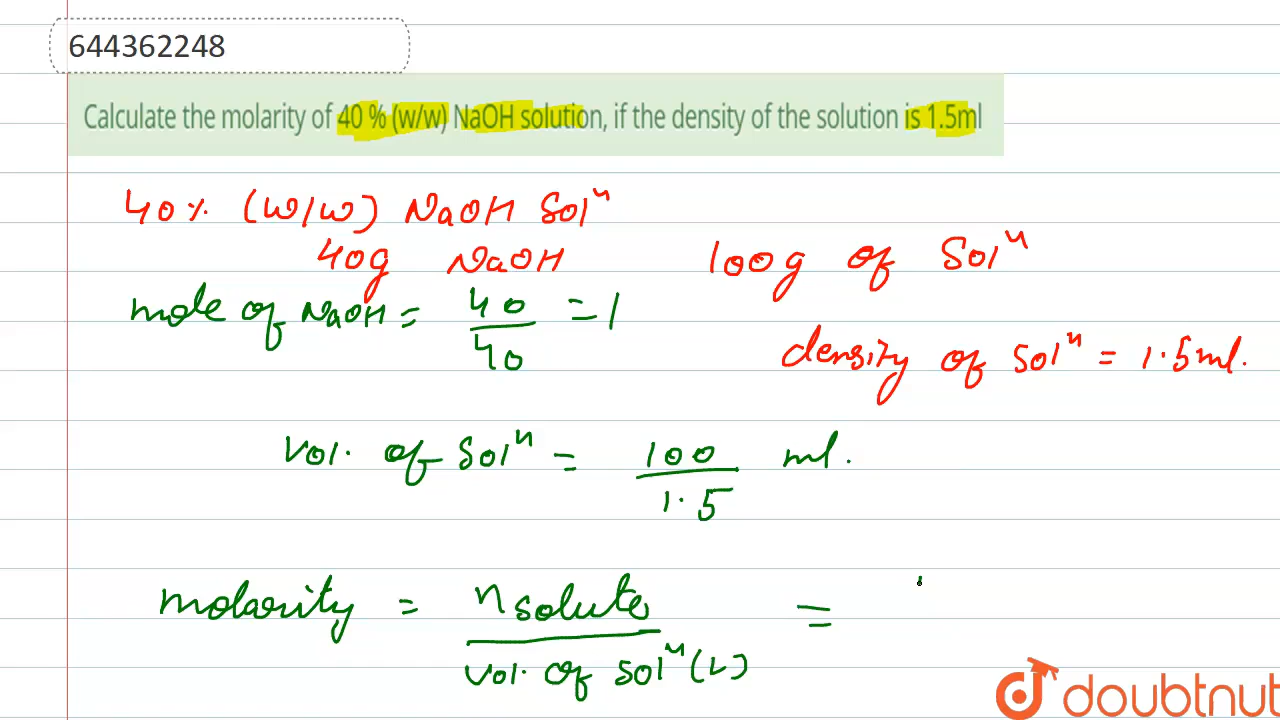 644362248
Calculate the molarity of 40 % (w/w) NaOH solution, if the density of the solution is 1.5ml
40% (W/W) NaOH Solⁿ
40g NaOH 100g of Solⁿ
mole of NaOH = 40/40 = 1
density of Solⁿ = 1.5ml.
Vol. of Solⁿ = 100/1.5 ml.
molarity = n solute / Vol. of Solⁿ (L) =
doubtnut